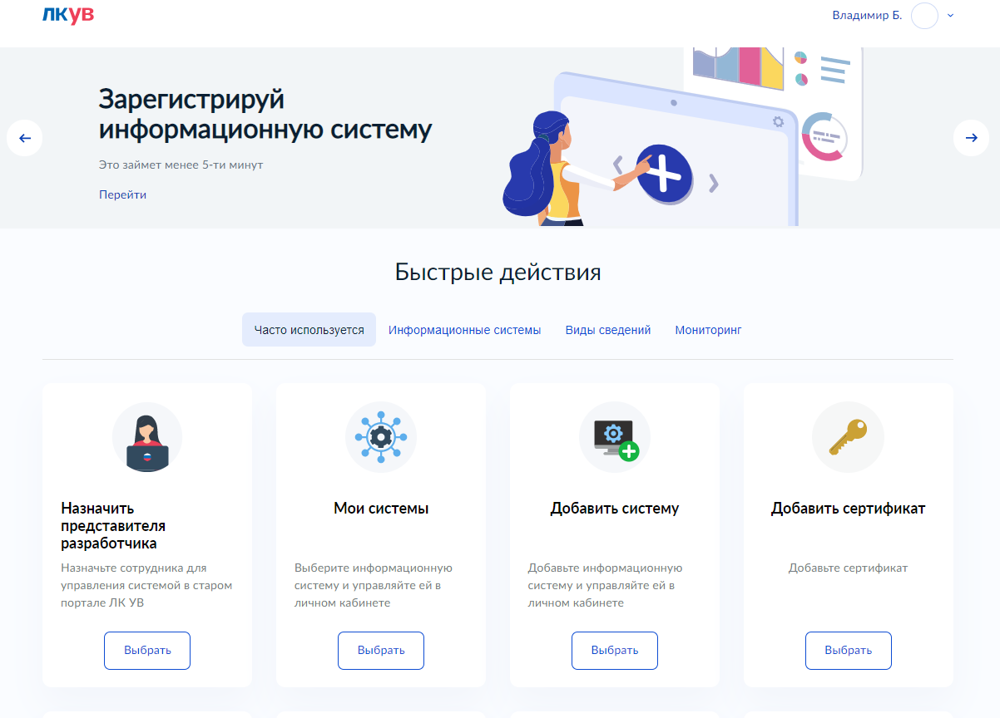 ЛКУВ
Владимир Б.
Зарегистрируй
информационную систему
Это займет менее 5-ти минут
Перейти
Быстрые действия
Часто используется
Информационные системы
Виды сведений
Мониторинг
Назначить
представителя
разработчика
Назначьте сотрудника для
управления системой в старом
портале ЛК УВ
Выбрать
Мои системы
Выберите информационную
систему и управляйте ей в
личном кабинете
Выбрать
Добавить систему
Добавьте информационную
систему и управляйте ей в
личном кабинете
Выбрать
Добавить сертификат
Добавьте сертификат
Выбрать